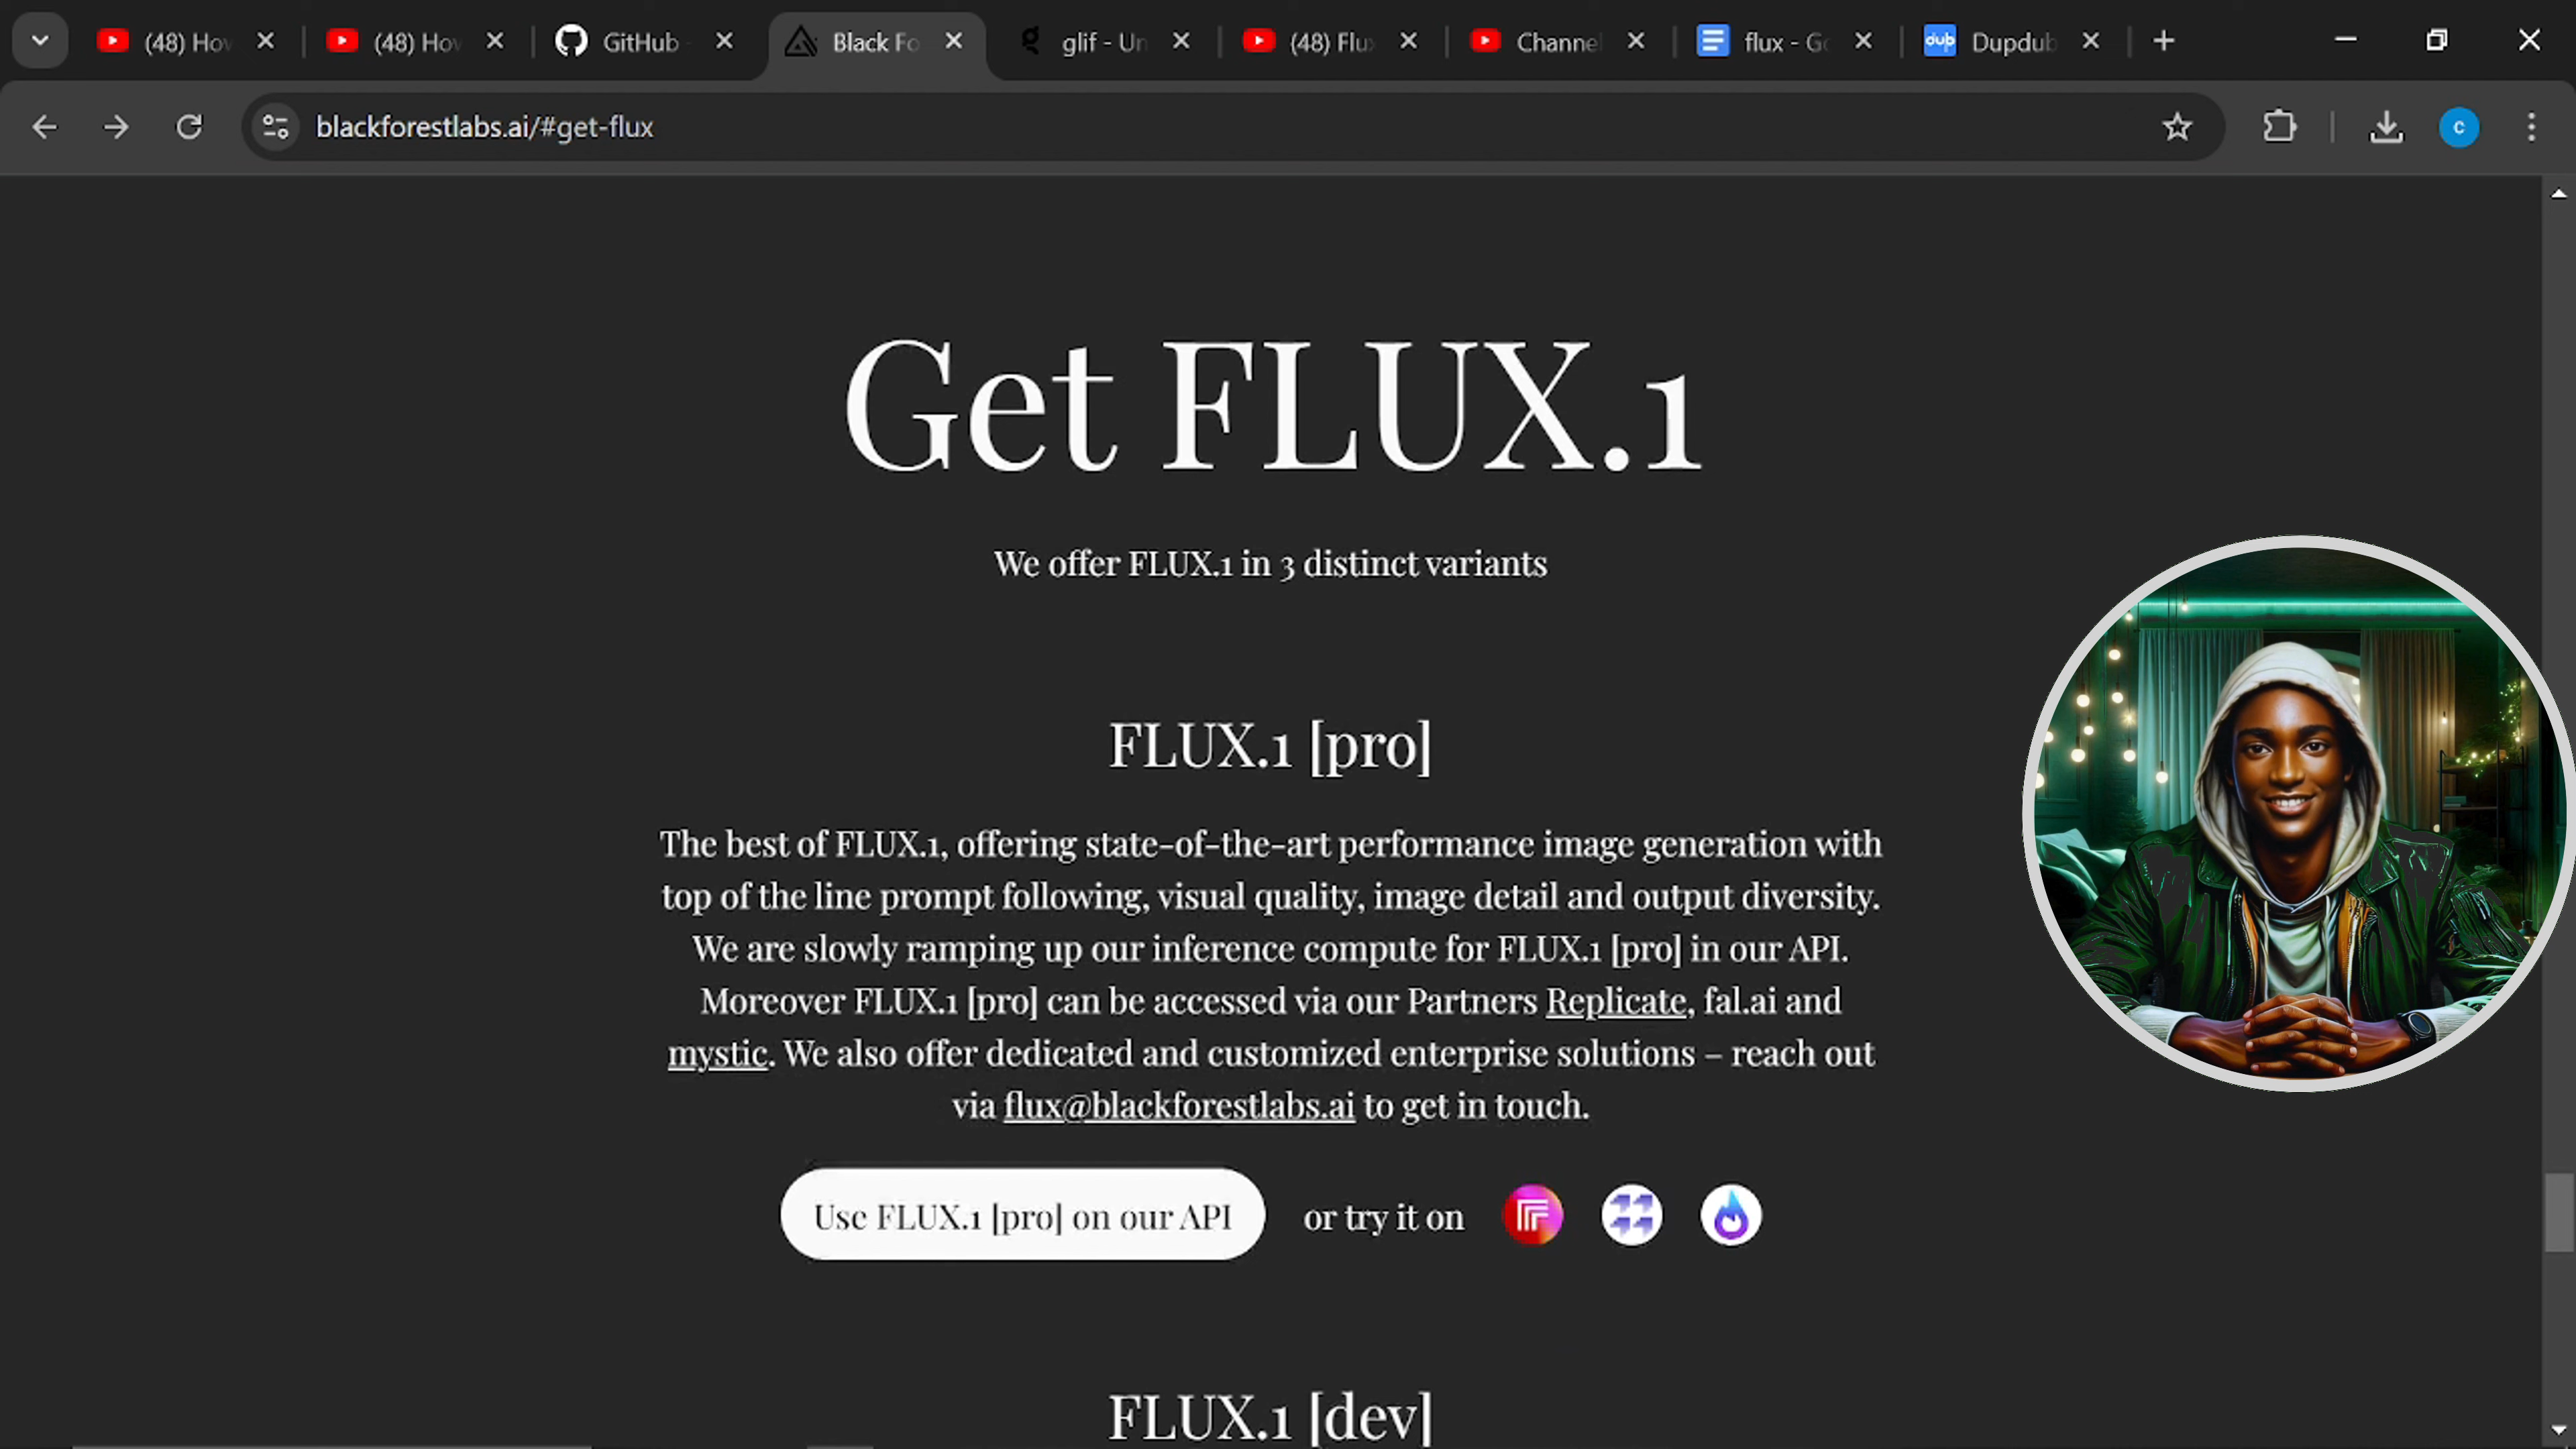 (48) How
(48) How
GitHub -
Black Fo
glif - Un
(48) Flux
Channel
flux - Go
dub
Dupdub
blackforestlabs.ai/#get-flux
c
Get FLUX.1
We offer FLUX.1 in 3 distinct variants
FLUX.1 [pro]
The best of FLUX.1, offering state-of-the-art performance image generation with
top of the line prompt following, visual quality, image detail and output diversity.
We are slowly ramping up our inference compute for FLUX.1 [pro] in our API.
Moreover FLUX.1 [pro] can be accessed via our Partners Replicate, fal.ai and
mystic. We also offer dedicated and customized enterprise solutions – reach out
via flux@blackforestlabs.ai to get in touch.
Use FLUX.1 [pro] on our API
or try it on
FLUX.1 [dev]